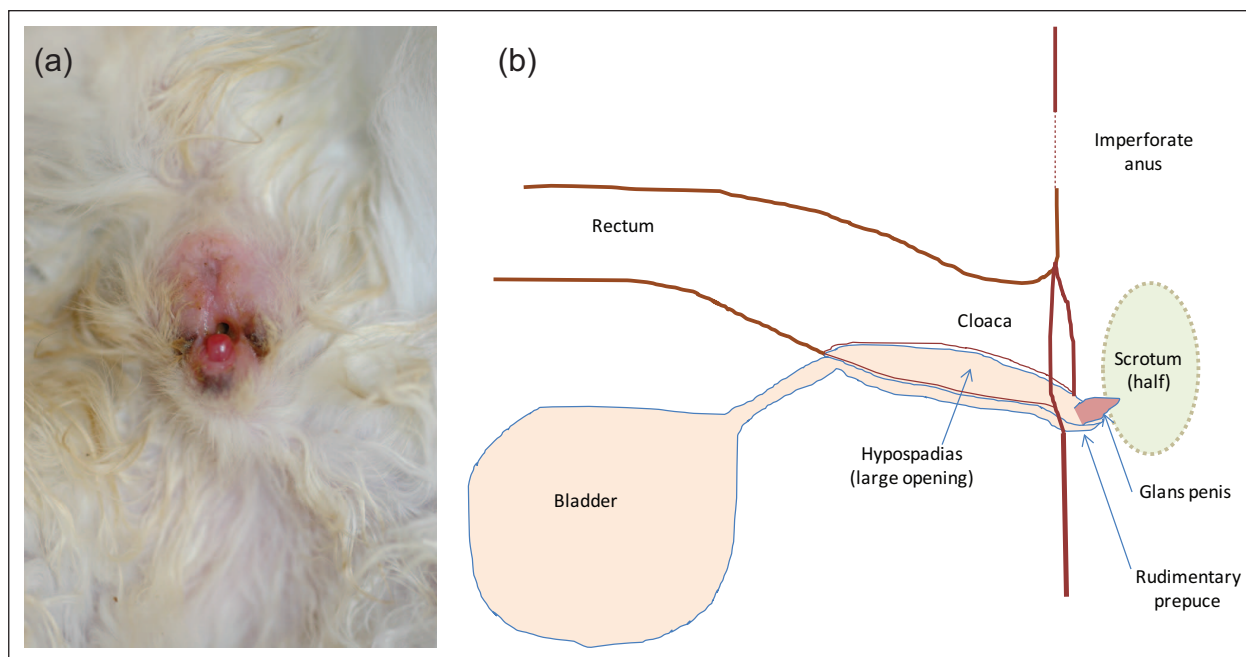 (a)
(b)
Imperforate
anus
Rectum
Cloaca
Scrotum
(half)
Hypospadias
(large opening)
Glans penis
Bladder
Rudimentary
prepuce